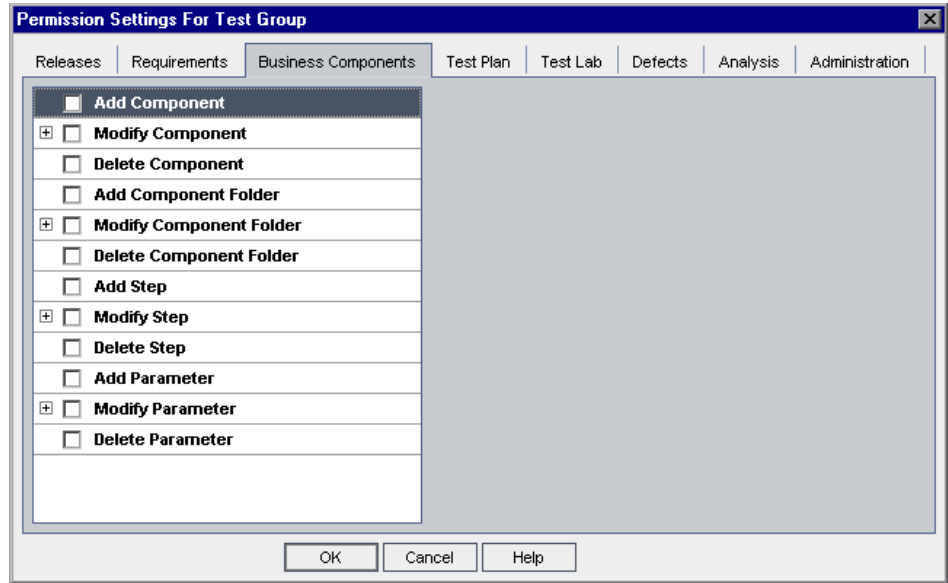 Permission Settings For Test Group
Releases Requirements Business Components Test Plan Test Lab Defects Analysis Administration
Add Component
Modify Component
Delete Component
Add Component Folder
Modify Component Folder
Delete Component Folder
Add Step
Modify Step
Delete Step
Add Parameter
Modify Parameter
Delete Parameter
OK Cancel Help